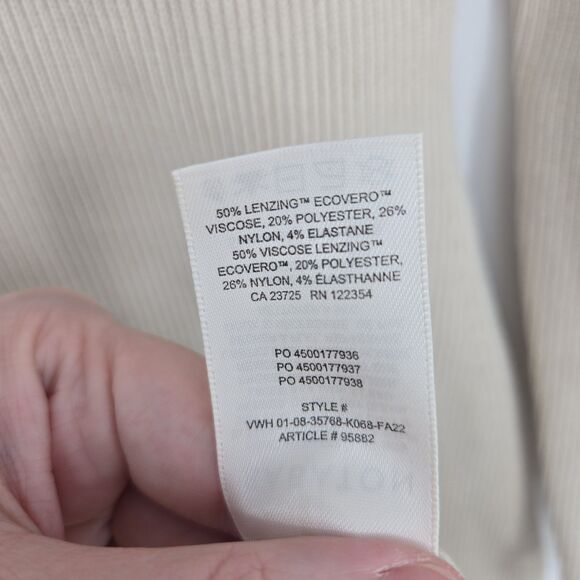 50% LENZING™ ECOVERO™
VISCOSE, 20% POLYESTER, 26%
NYLON, 4% ELASTANE
50% VISCOSE LENZING™
ECOVERO™, 20% POLYESTER,
26% NYLON, 4% ÉLASTHANNE
CA 23725 RN 122354
PO 4500177936
PO 4500177937
PO 4500177938
STYLE #
VWH 01-08-35768-K068-FA22
ARTICLE # 95882